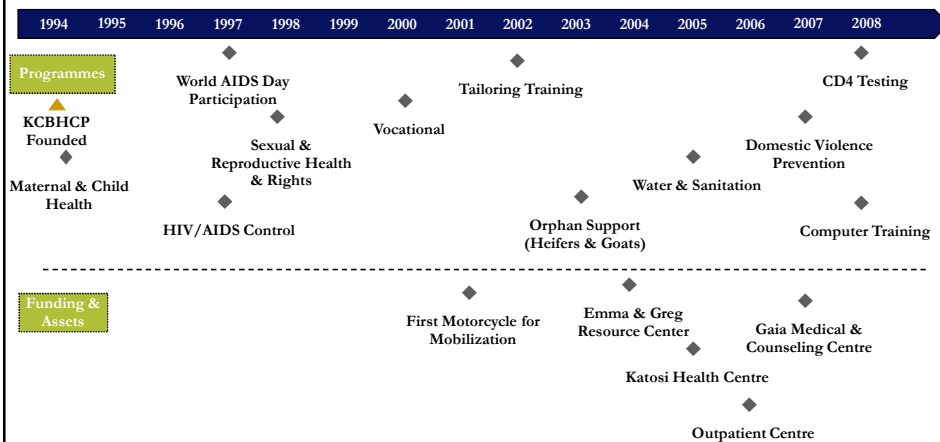 1994 1995 1996 1997 1998 1999 2000 2001 2002 2003 2004 2005 2006 2007 2008
Programmes
KCBHCP
Founded
Maternal & Child
Health
World AIDS Day
Participation
Sexual &
Reproductive Health
& Rights
HIV/AIDS Control
Vocational
Tailoring Training
Orphan Support
(Heifers & Goats)
Water & Sanitation
CD4 Testing
Domestic Violence
Prevention
Computer Training
Funding &
Assets
First Motorcycle for
Mobilization
Emma & Greg
Resource Center
Katosi Health Centre
Outpatient Centre
Gaia Medical &
Counseling Centre